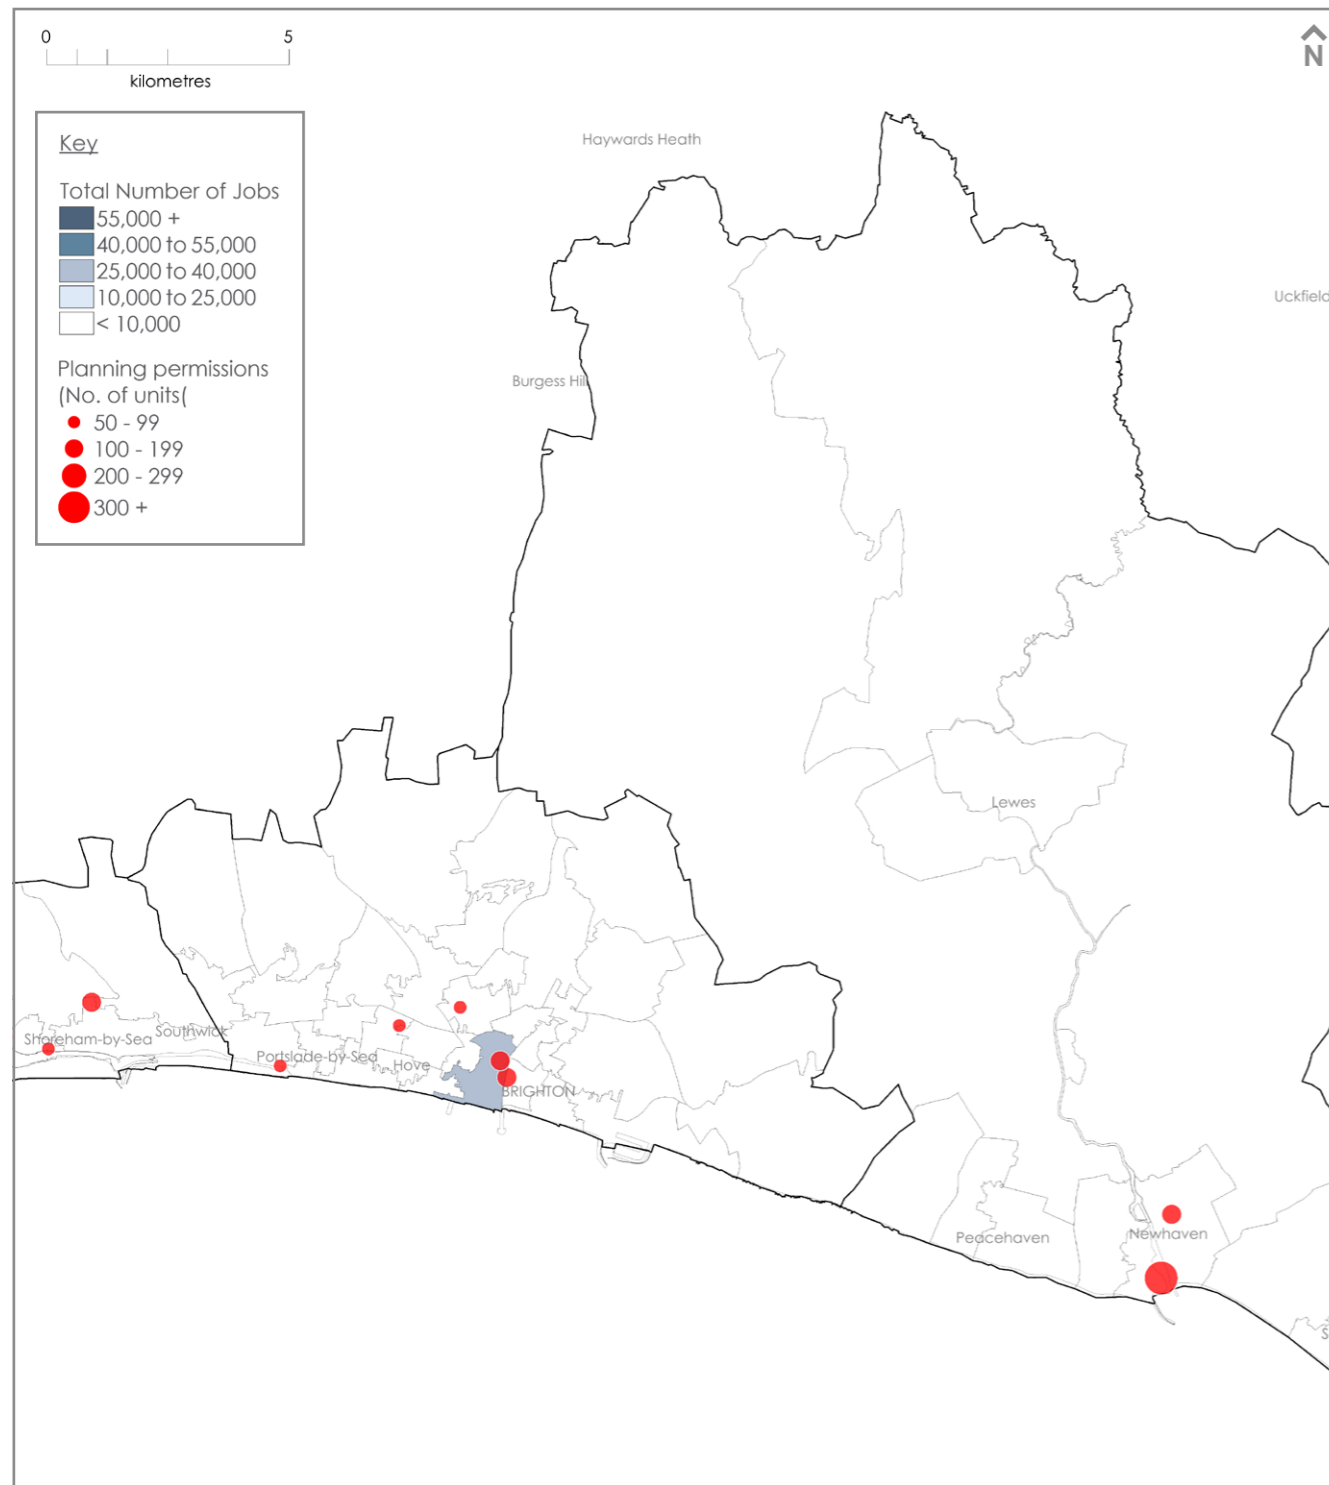 0 5
kilometres
N
Key
Total Number of Jobs
55,000 +
40,000 to 55,000
25,000 to 40,000
10,000 to 25,000
< 10,000
Planning permissions
(No. of units(
50 - 99
100 - 199
200 - 299
300 +
Haywards Heath
Uckfield
Burgess Hill
Lewes
Shoreham-by-Sea
Southwick
Portslade-by-Sea
Hove
BRIGHTON
Peacehaven
Newhaven
S